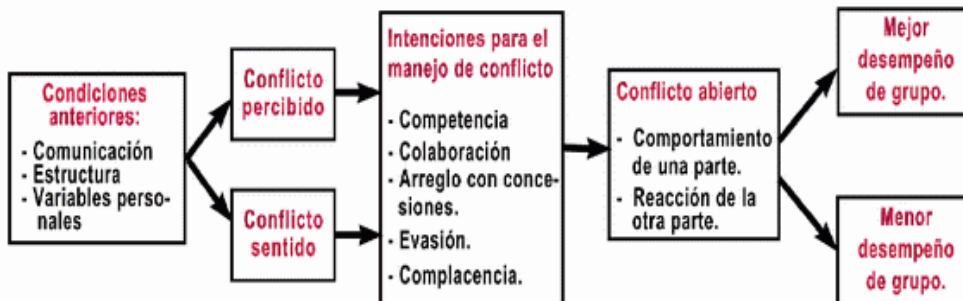 Condiciones
anteriores:
- Comunicación
- Estructura
- Variables perso-
nales
Conflicto
percibido
Conflicto
sentido
Intenciones para el
manejo de conflicto
- Competencia
- Colaboración
- Arreglo con conce-
siones.
- Evasión.
- Complacencia.
Conflicto abierto
- Comportamiento
de una parte.
- Reacción de la
otra parte.
Mejor
desempeño
de grupo.
Menor
desempeño
de grupo.